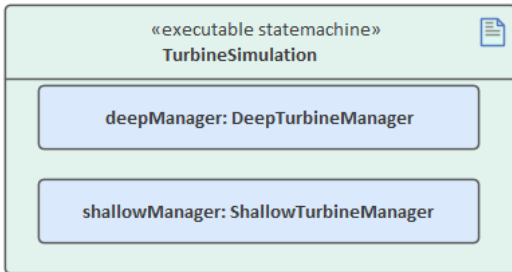 «executable statemachine»
TurbineSimulation
deepManager: DeepTurbineManager
shallowManager: ShallowTurbineManager